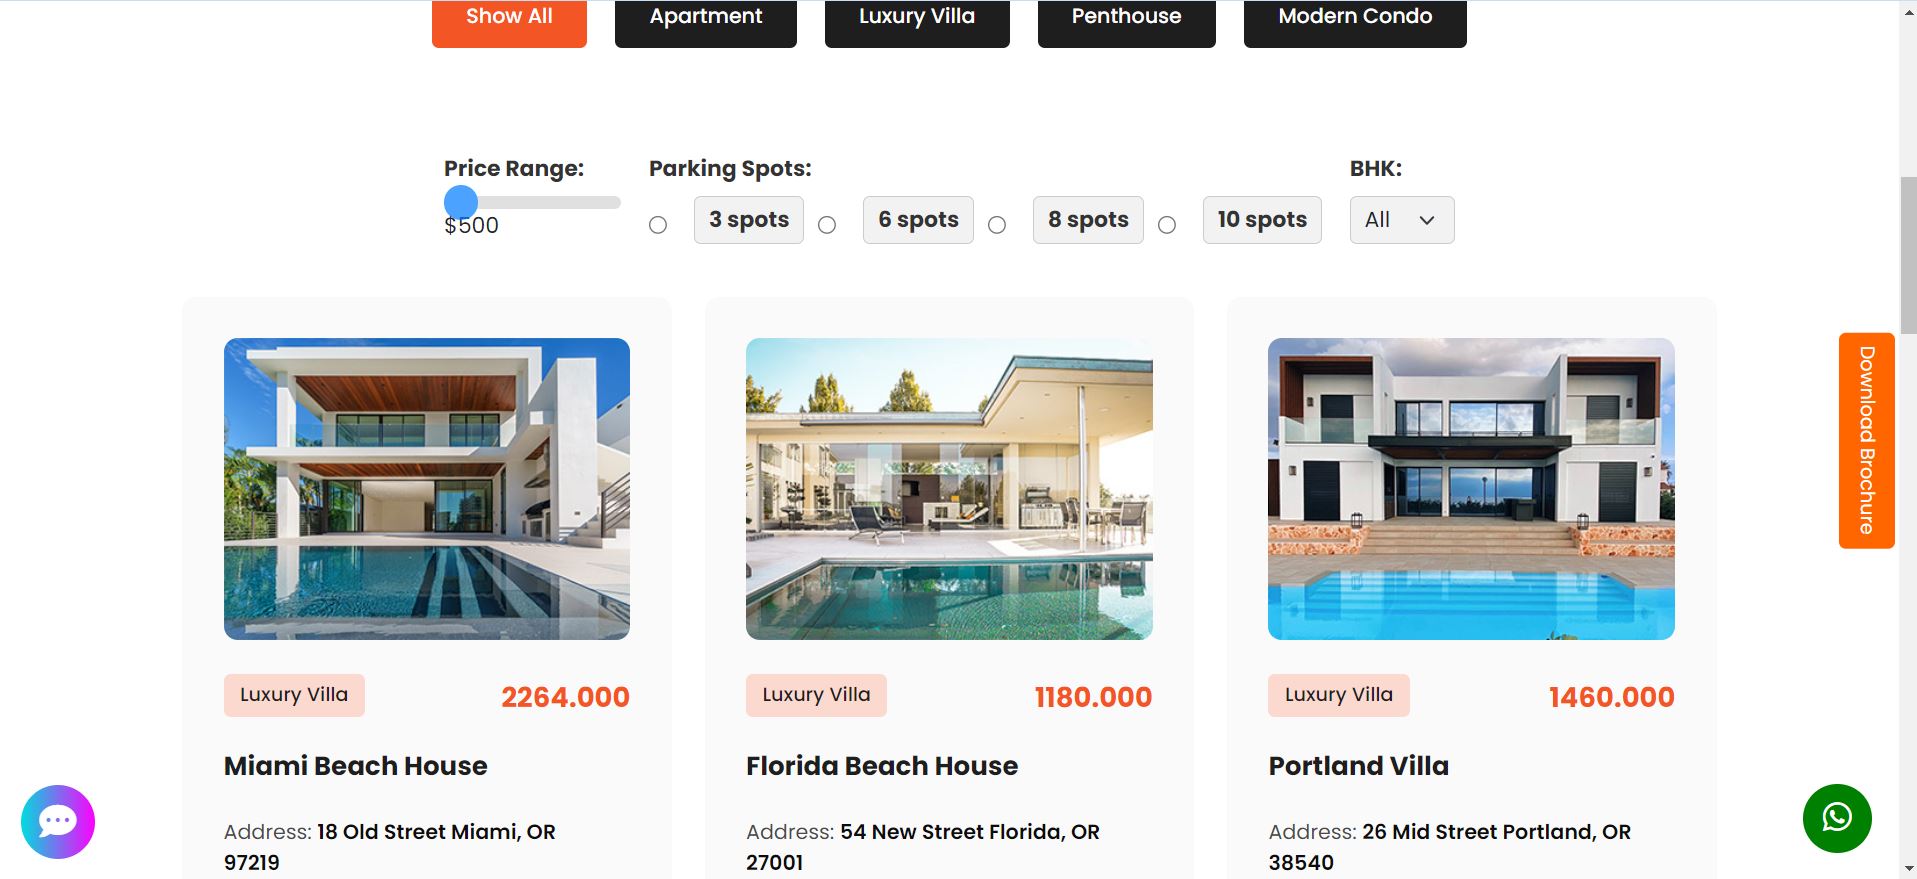 Show All
Apartment
Luxury Villa
Penthouse
Modern Condo
Price Range:
$500
Parking Spots:
3 spots
6 spots
8 spots
10 spots
BHK:
All
Download Brochure
Luxury Villa
2264.000
Miami Beach House
Address: 18 Old Street Miami, OR
97219
Luxury Villa
1180.000
Florida Beach House
Address: 54 New Street Florida, OR
27001
Luxury Villa
1460.000
Portland Villa
Address: 26 Mid Street Portland, OR
38540